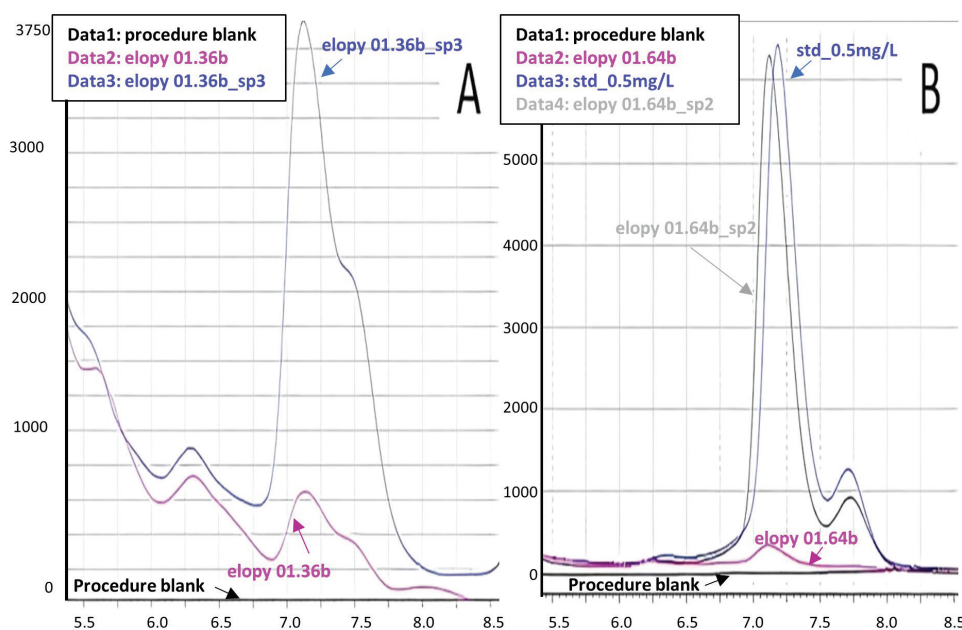 3750
Data1: procedure blank
Data2: elopy 01.36b
Data3: elopy 01.36b_sp3
elopy 01.36b_sp3
A
3000
2000
1000
0
elopy 01.36b
Procedure blank
5.5 6.0 6.5 7.0 7.5 8.0 8.5
Data1: procedure blank
Data2: elopy 01.64b
Data3: std_0.5mg/L
Data4: elopy 01.64b_sp2
std_0.5mg/L
B
5000
elopy 01.64b_sp2
4000
3000
2000
1000
elopy 01.64b
0
Procedure blank
5.5 6.0 6.5 7.0 7.5 8.0 8.5